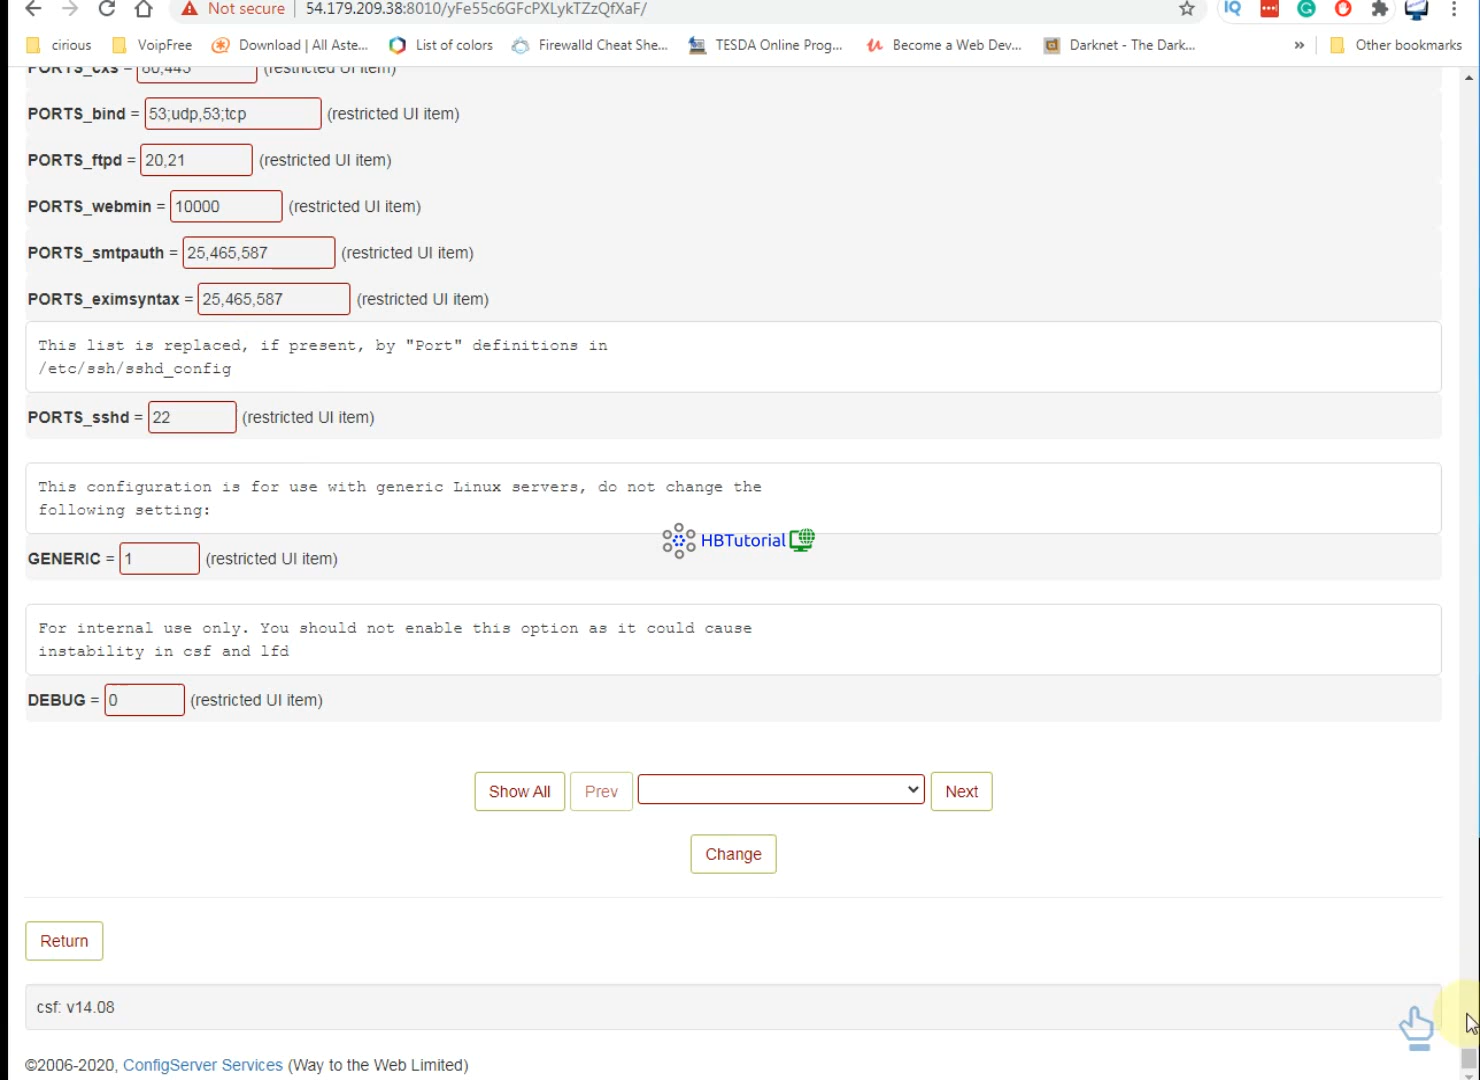 Not secure | 54.179.209.38:8010/yFe55c6GFcPXLykTZzQfXaF/
IQ
cirious VoipFree Download | All Aste... List of colors Firewalld Cheat She... TESDA Online Prog... Become a Web Dev... Darknet - The Dark... » Other bookmarks
PORTS_cxs = 80,443 (restricted UI item)
PORTS_bind = 53;udp,53;tcp (restricted UI item)
PORTS_ftpd = 20,21 (restricted UI item)
PORTS_webmin = 10000 (restricted UI item)
PORTS_smtpauth = 25,465,587 (restricted UI item)
PORTS_eximsyntax = 25,465,587 (restricted UI item)
This list is replaced, if present, by "Port" definitions in
/etc/ssh/sshd_config
PORTS_sshd = 22 (restricted UI item)
This configuration is for use with generic Linux servers, do not change the
following setting:
HBTutorial
GENERIC = 1 (restricted UI item)
For internal use only. You should not enable this option as it could cause
instability in csf and lfd
DEBUG = 0 (restricted UI item)
Show All Prev Next
Change
Return
csf: v14.08
©2006-2020, ConfigServer Services (Way to the Web Limited)